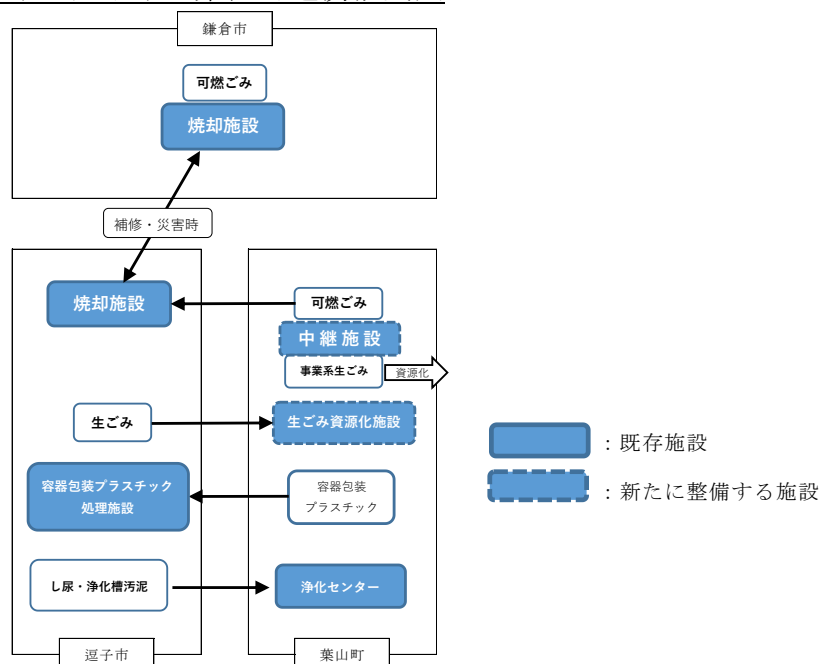 鎌倉市
可燃ごみ
焼却施設
補修・災害時
焼却施設
可燃ごみ
中継施設
事業系生ごみ
資源化
生ごみ
生ごみ資源化施設
：既存施設
容器包装プラスチック
処理施設
容器包装
プラスチック
：新たに整備する施設
し尿・浄化槽汚泥
浄化センター
逗子市
葉山町